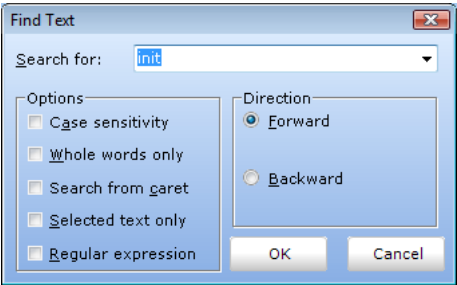 Find Text
Search for: init
Options
Case sensitivity
Whole words only
Search from caret
Selected text only
Regular expression
Direction
Forward
Backward
OK Cancel